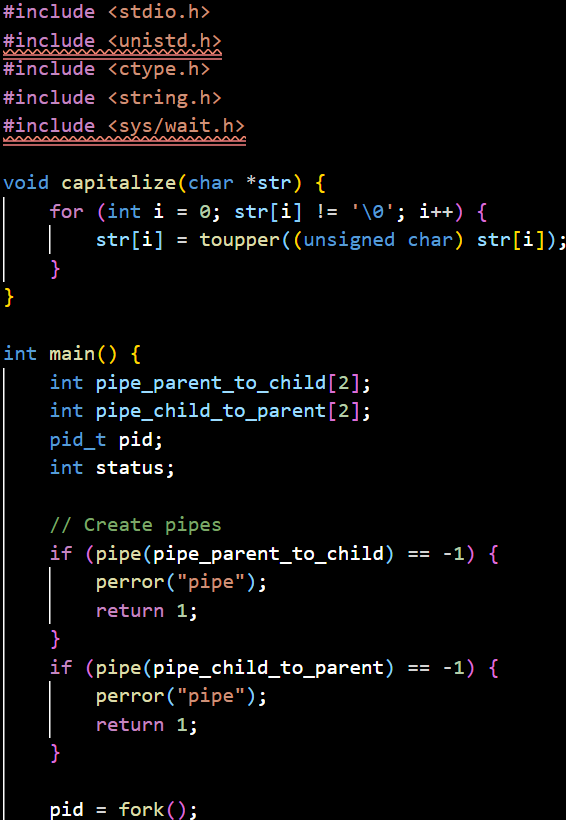 #include <stdio.h>
#include <unistd.h>
#include <ctype.h>
#include <string.h>
#include <sys/wait.h>

void capitalize(char *str) {
    for (int i = 0; str[i] != '\0'; i++) {
        str[i] = toupper((unsigned char) str[i]);
    }
}

int main() {
    int pipe_parent_to_child[2];
    int pipe_child_to_parent[2];
    pid_t pid;
    int status;

    // Create pipes
    if (pipe(pipe_parent_to_child) == -1) {
        perror("pipe");
        return 1;
    }
    if (pipe(pipe_child_to_parent) == -1) {
        perror("pipe");
        return 1;
    }

    pid = fork();